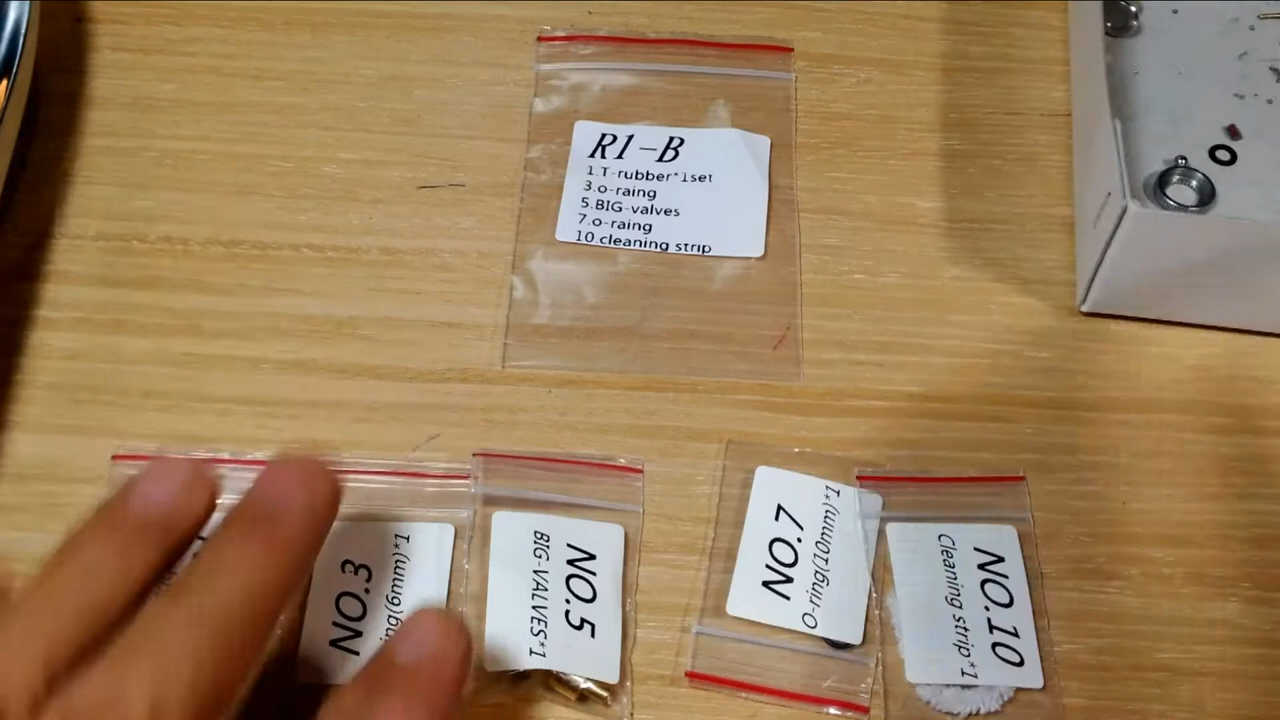 R1-B
1.T-rubber*1set
3.o-raing
5.BIG-valves
7.o-raing
10.cleaning strip
NO.3
ng(6mm)*1
NO.5
BIG-VALVES*1
NO.7
O-ring(10mm)*1
NO.10
Cleaning strip*1